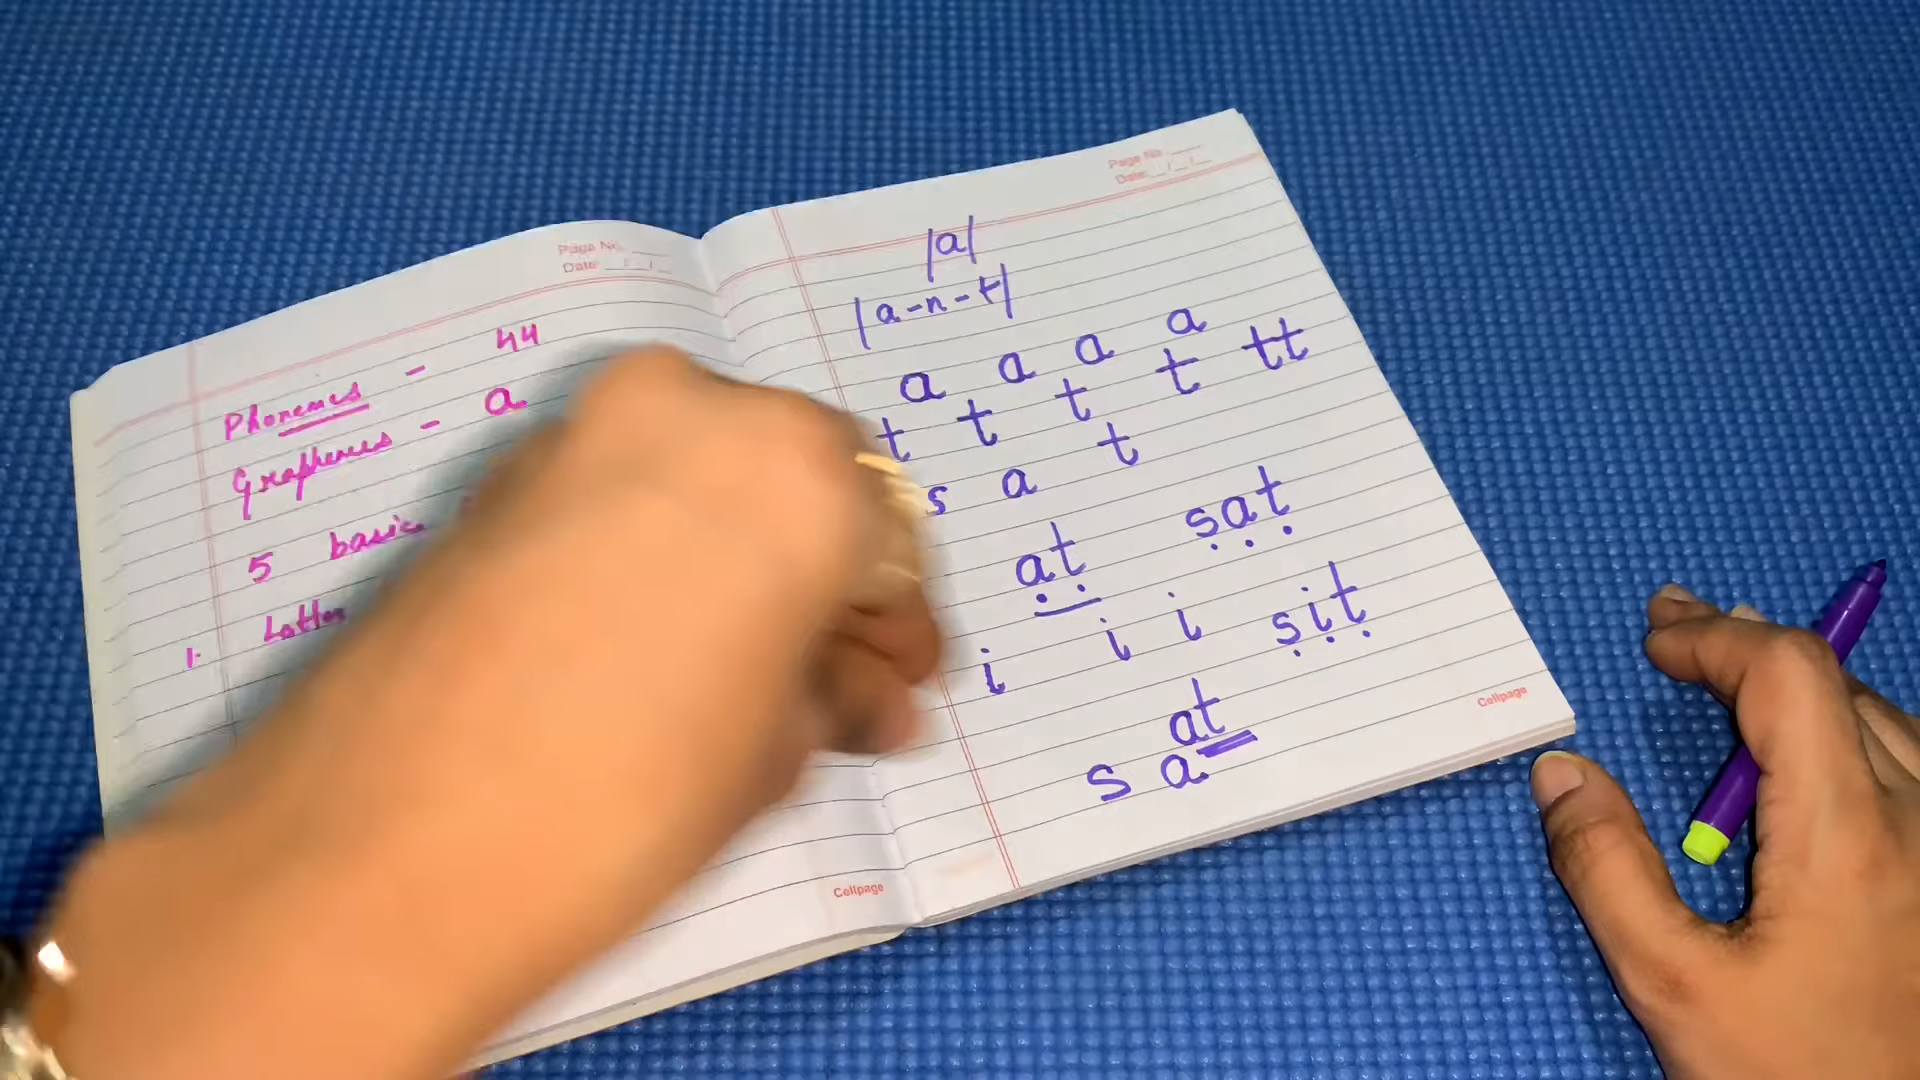 Page No.
Date:
Phonemes - 44
Graphemes - a
5 basic
1. Letter
Cellpage
Page No.
Date:
/a/
/a-n-t/
a a a a
t t t t tt
s a t
at sat
i i i sit
at
s a
Cellpage